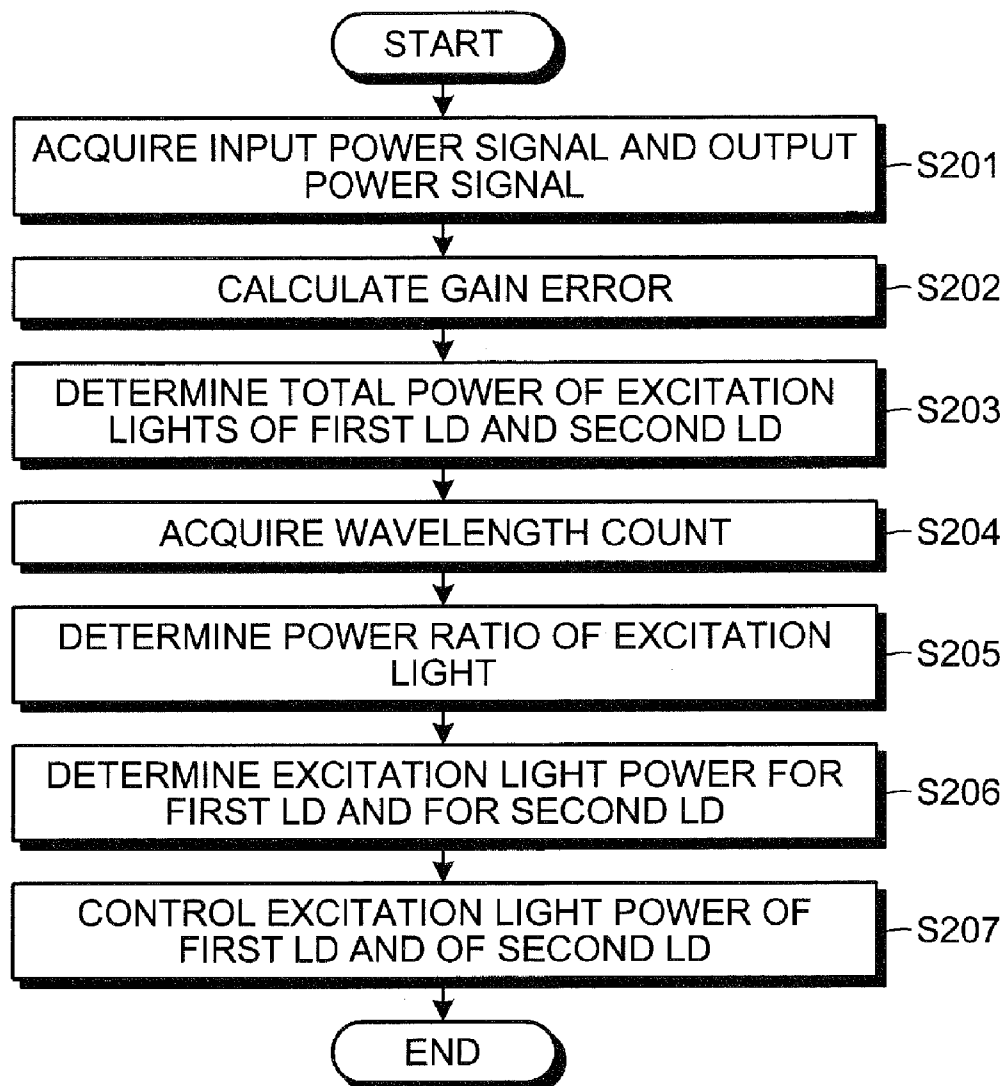 START
ACQUIRE INPUT POWER SIGNAL AND OUTPUT
POWER SIGNAL
S201
CALCULATE GAIN ERROR
S202
DETERMINE TOTAL POWER OF EXCITATION
LIGHTS OF FIRST LD AND SECOND LD
S203
ACQUIRE WAVELENGTH COUNT
S204
DETERMINE POWER RATIO OF EXCITATION
LIGHT
S205
DETERMINE EXCITATION LIGHT POWER FOR
FIRST LD AND FOR SECOND LD
S206
CONTROL EXCITATION LIGHT POWER OF
FIRST LD AND OF SECOND LD
S207
END